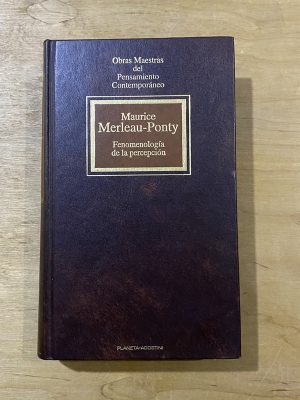 Obras Maestras
del
Pensamiento
Contemporáneo
Maurice
Merleau-Ponty
Fenomenología
de la percepción
PLANETA-AGOSTINI